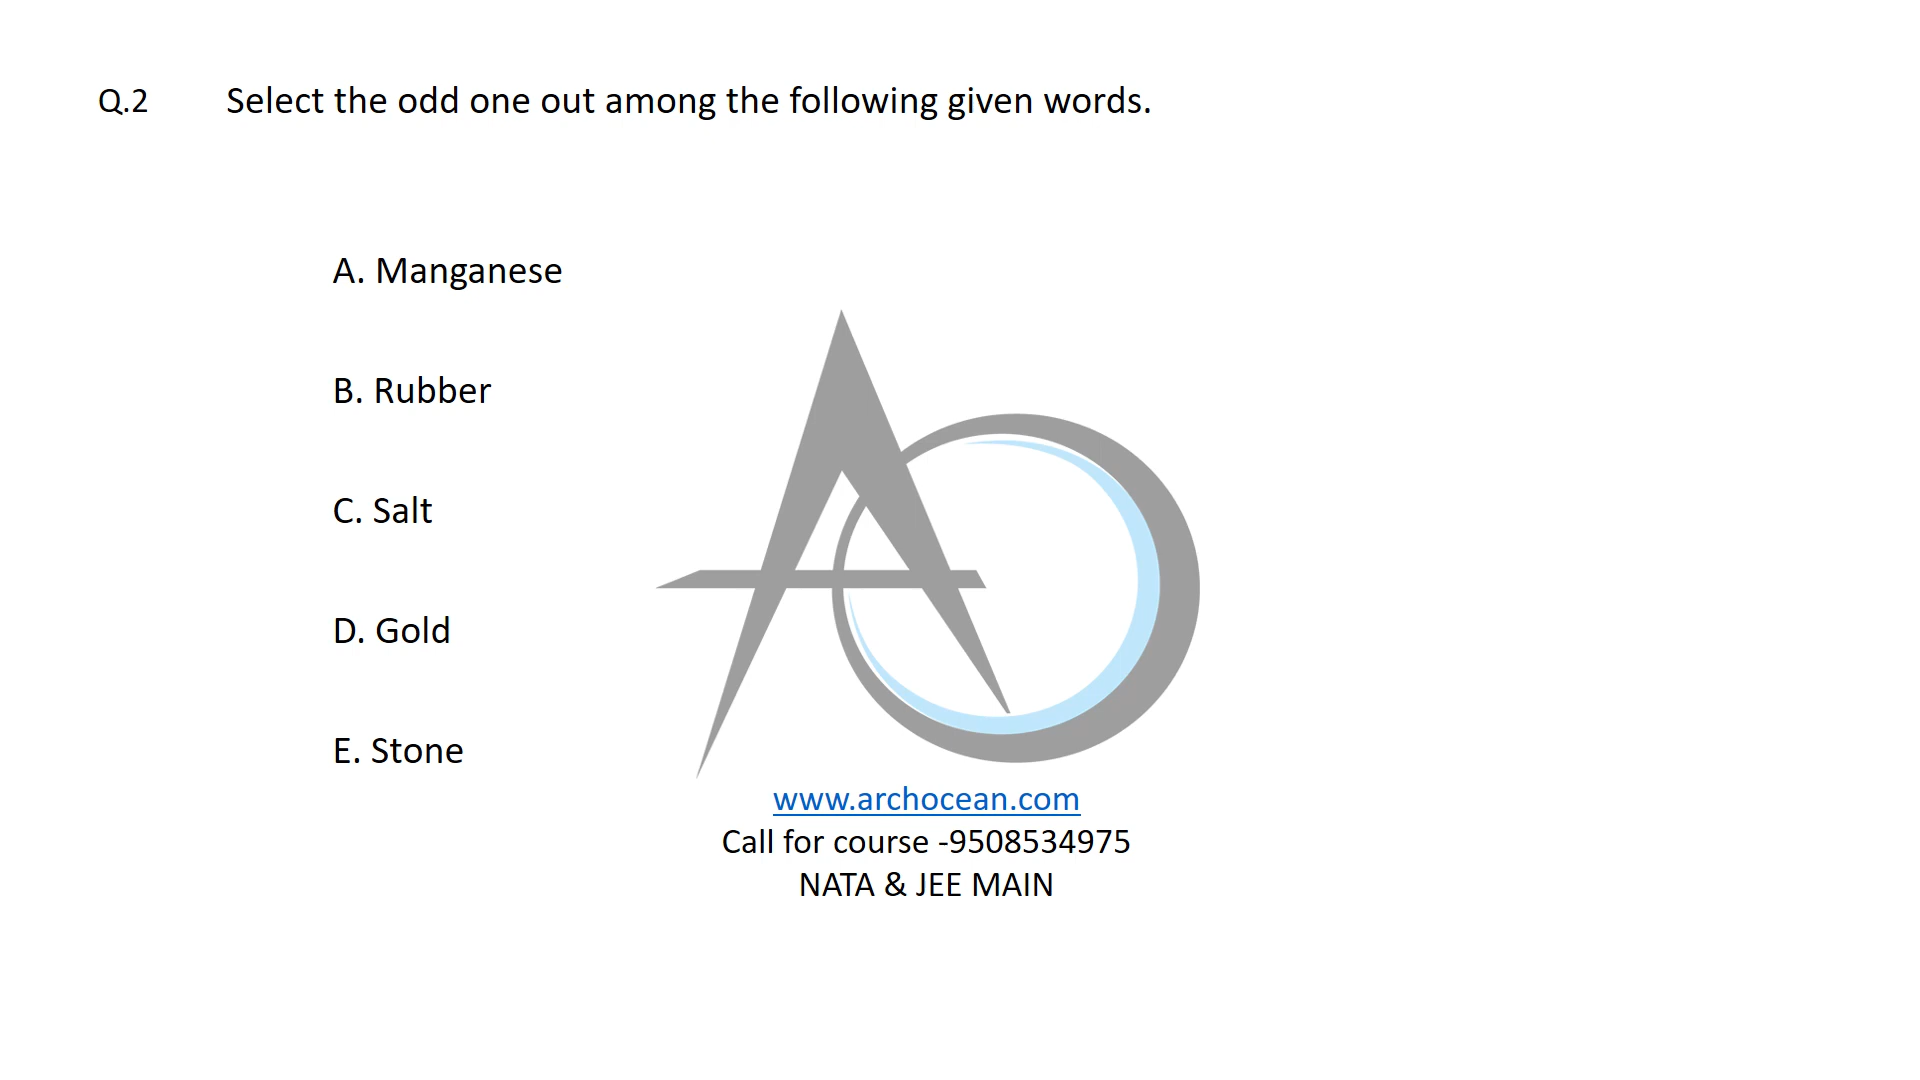 Q.2 Select the odd one out among the following given words.
A. Manganese
B. Rubber
C. Salt
D. Gold
E. Stone
www.archocean.com
Call for course -9508534975
NATA & JEE MAIN